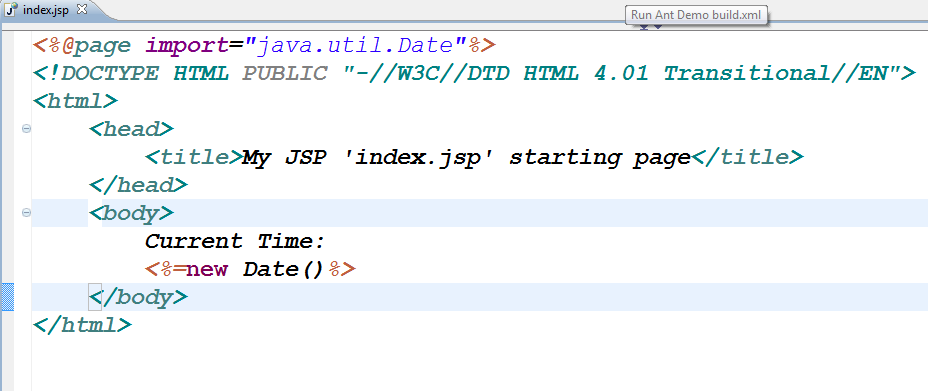 index.jsp
Run Ant Demo build.xml
<%@page import="java.util.Date"%>
<!DOCTYPE HTML PUBLIC "-//W3C//DTD HTML 4.01 Transitional//EN">
<html>
    <head>
        <title>My JSP 'index.jsp' starting page</title>
    </head>
    <body>
        Current Time:
        <%=new Date()%>
    </body>
</html>